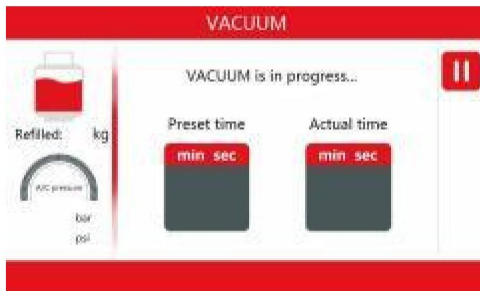 VACUUM
VACUUM is in progress...
Preset time
Actual time
min sec
min sec
Refilled: kg
A/C pressure
bar
psi